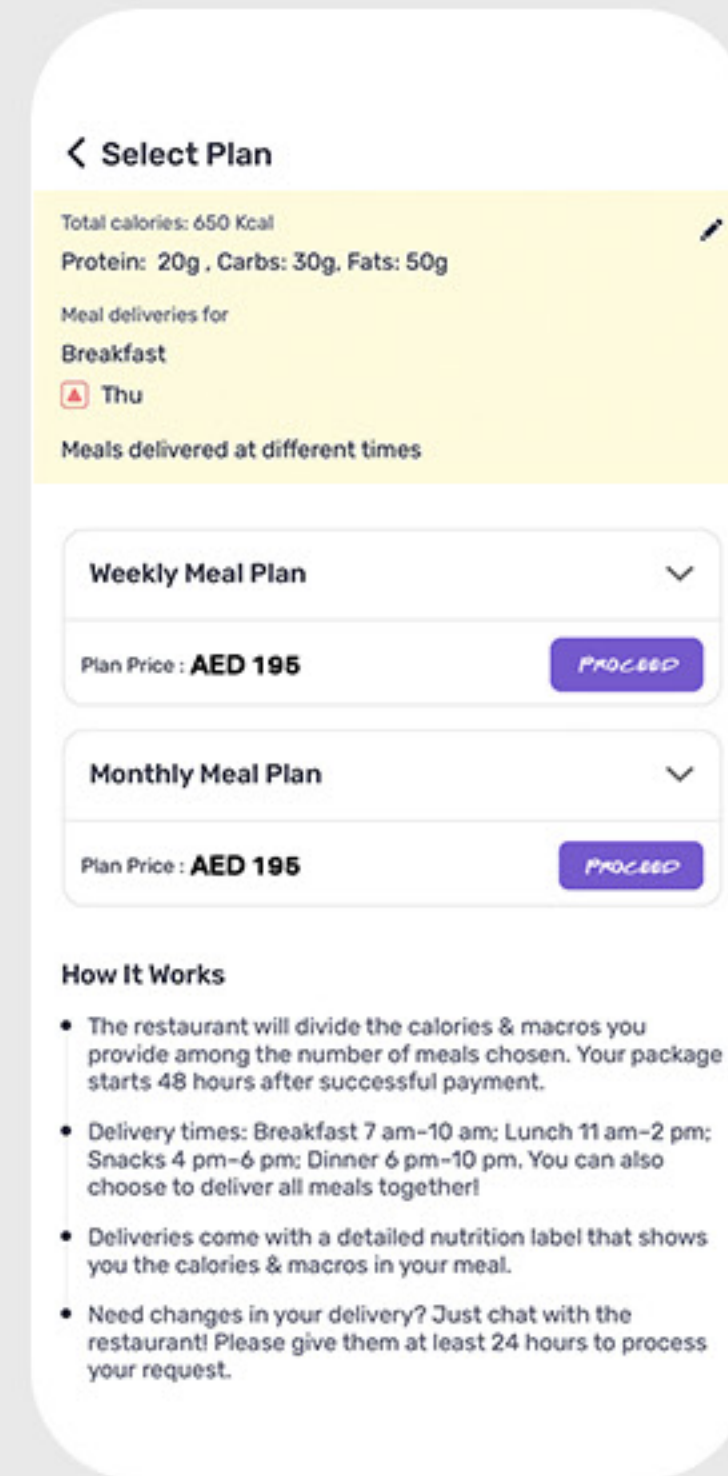 Select Plan
Total calories: 650 Kcal
Protein:  20g , Carbs: 30g, Fats: 50g
Meal deliveries for
Breakfast
Thu
Meals delivered at different times
Weekly Meal Plan
Plan Price : AED 195
PROCEED
Monthly Meal Plan
Plan Price : AED 195
PROCEED
How It Works
• The restaurant will divide the calories & macros you
provide among the number of meals chosen. Your package
starts 48 hours after successful payment.
• Delivery times: Breakfast 7 am–10 am; Lunch 11 am–2 pm;
Snacks 4 pm–6 pm; Dinner 6 pm–10 pm. You can also
choose to deliver all meals together!
• Deliveries come with a detailed nutrition label that shows
you the calories & macros in your meal.
• Need changes in your delivery? Just chat with the
restaurant! Please give them at least 24 hours to process
your request.